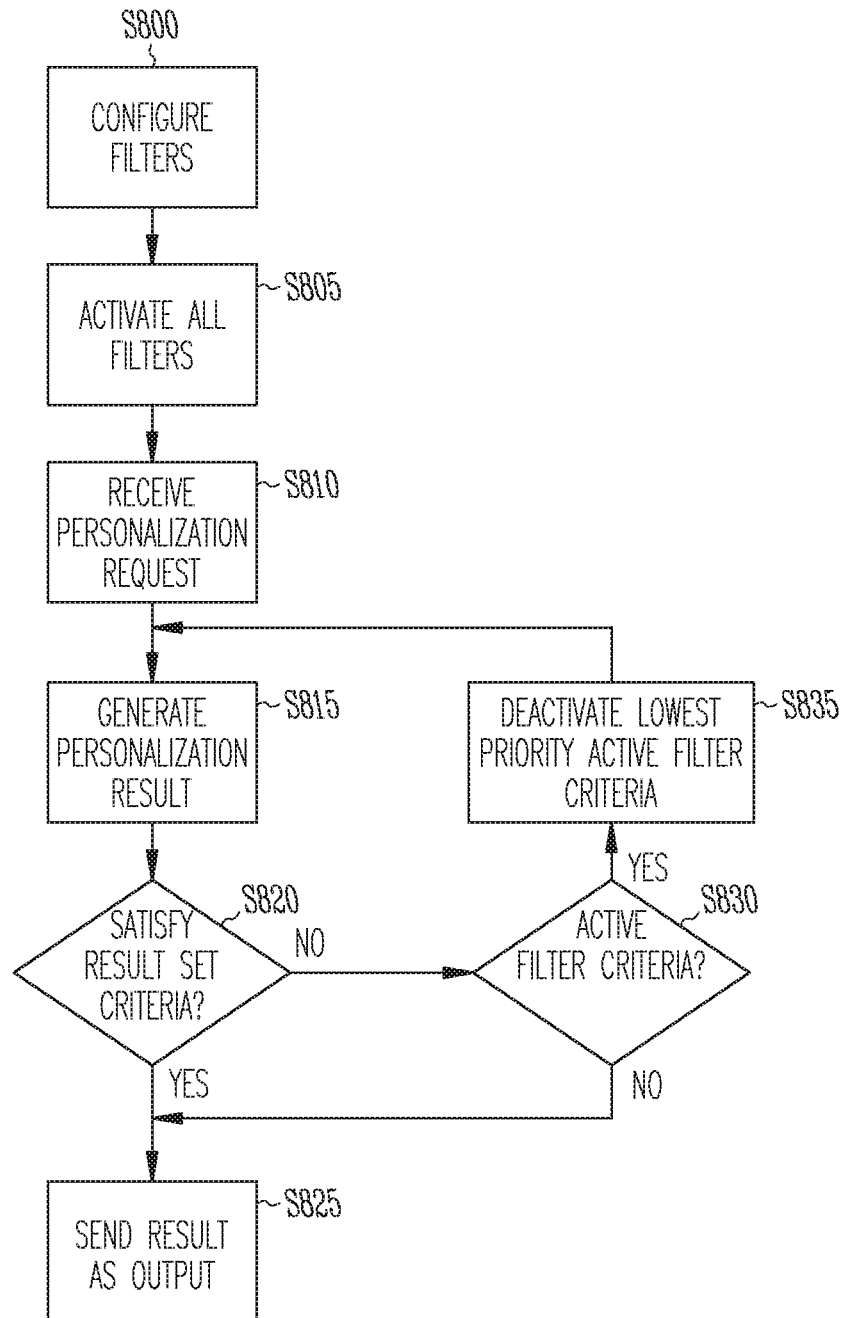 S800
CONFIGURE
FILTERS
S805
ACTIVATE ALL
FILTERS
S810
RECEIVE
PERSONALIZATION
REQUEST
S815
GENERATE
PERSONALIZATION
RESULT
S835
DEACTIVATE LOWEST
PRIORITY ACTIVE FILTER
CRITERIA
YES
S820
SATISFY
RESULT SET
CRITERIA?
NO
S830
ACTIVE
FILTER CRITERIA?
YES
NO
S825
SEND RESULT
AS OUTPUT